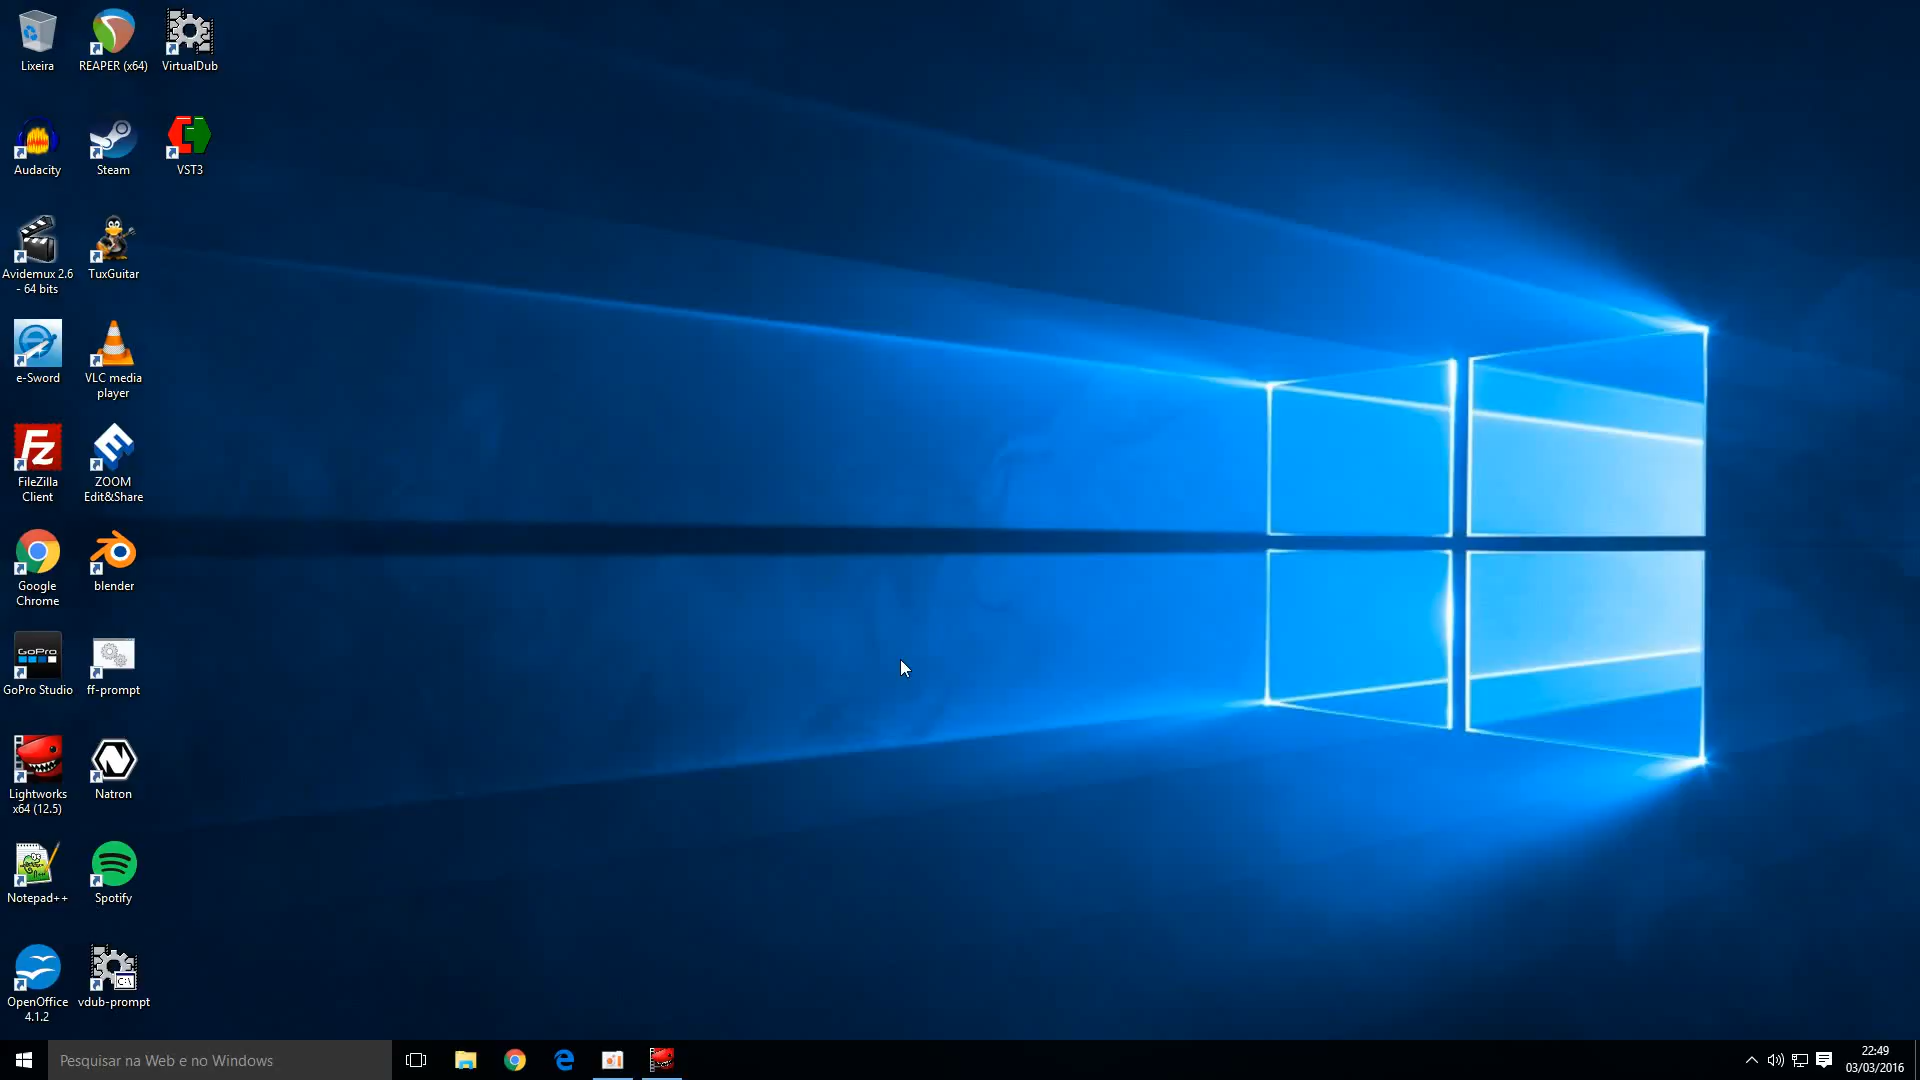 Lixeira
REAPER (x64)
VirtualDub
Audacity
Steam
VST3
Avidemux 2.6
- 64 bits
TuxGuitar
e-Sword
VLC media
player
FileZilla
Client
ZOOM
Edit&Share
Google
Chrome
blender
GoPro
GoPro Studio
ff-prompt
Lightworks
x64 (12.5)
Natron
Notepad++
Spotify
OpenOffice
4.1.2
C:\
vdub-prompt
Pesquisar na Web e no Windows
22:49
03/03/2016